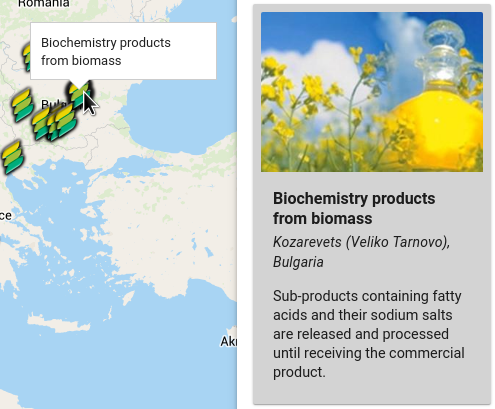 Romania
Biochemistry products
from biomass
Bulg
ce
Ak
Biochemistry products
from biomass
Kozarevets (Veliko Tarnovo),
Bulgaria
Sub-products containing fatty
acids and their sodium salts
are released and processed
until receiving the commercial
product.